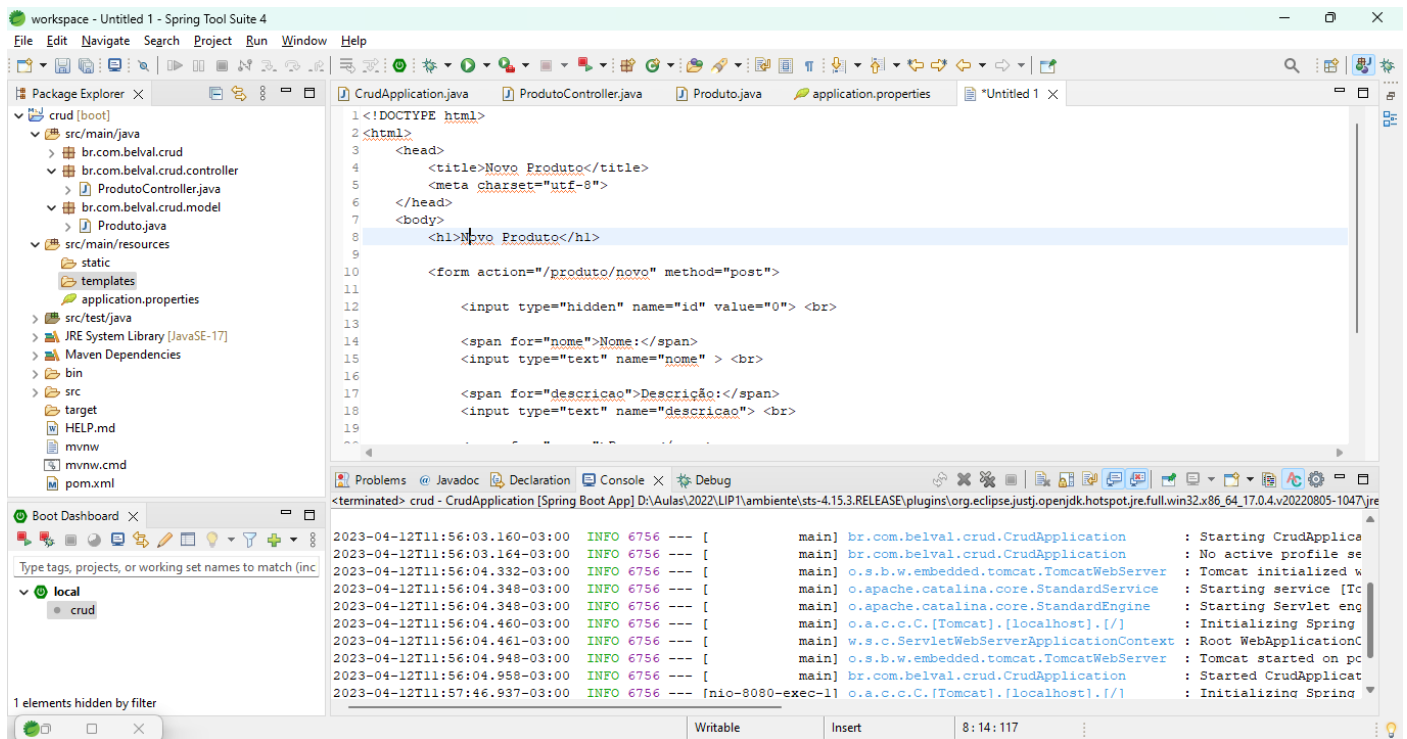 workspace - Untitled 1 - Spring Tool Suite 4
File Edit Navigate Search Project Run Window Help
Package Explorer
crud [boot]
src/main/java
br.com.belval.crud
br.com.belval.crud.controller
ProdutoController.java
br.com.belval.crud.model
Produto.java
src/main/resources
static
templates
application.properties
src/test/java
JRE System Library [JavaSE-17]
Maven Dependencies
bin
src
target
HELP.md
mvnw
mvnw.cmd
pom.xml
Boot Dashboard
Type tags, projects, or working set names to match (inc
local
crud
1 elements hidden by filter
CrudApplication.java ProdutoController.java Produto.java application.properties *Untitled 1
1 <!DOCTYPE html>
2 <html>
3 <head>
4 <title>Novo Produto</title>
5 <meta charset="utf-8">
6 </head>
7 <body>
8 <h1>Novo Produto</h1>
9
10 <form action="/produto/novo" method="post">
11
12 <input type="hidden" name="id" value="0"> <br>
13
14 <span for="nome">Nome:</span>
15 <input type="text" name="nome" > <br>
16
17 <span for="descricao">Descrição:</span>
18 <input type="text" name="descricao"> <br>
19
Problems Javadoc Declaration Console Debug
<terminated> crud - CrudApplication [Spring Boot App] D:\Aulas\2022\LIP1\ambiente\sts-4.15.3.RELEASE\plugins\org.eclipse.justj.openjdk.hotspot.jre.full.win32.x86_64_17.0.4.v20220805-1047\jre
2023-04-12T11:56:03.160-03:00 INFO 6756 --- [ main] br.com.belval.crud.CrudApplication : Starting CrudApplica
2023-04-12T11:56:03.164-03:00 INFO 6756 --- [ main] br.com.belval.crud.CrudApplication : No active profile se
2023-04-12T11:56:04.332-03:00 INFO 6756 --- [ main] o.s.b.w.embedded.tomcat.TomcatWebServer : Tomcat initialized w
2023-04-12T11:56:04.348-03:00 INFO 6756 --- [ main] o.apache.catalina.core.StandardService : Starting service [To
2023-04-12T11:56:04.348-03:00 INFO 6756 --- [ main] o.apache.catalina.core.StandardEngine : Starting Servlet eng
2023-04-12T11:56:04.460-03:00 INFO 6756 --- [ main] o.a.c.c.C.[Tomcat].[localhost].[/] : Initializing Spring
2023-04-12T11:56:04.461-03:00 INFO 6756 --- [ main] w.s.c.ServletWebServerApplicationContext : Root WebApplicationC
2023-04-12T11:56:04.948-03:00 INFO 6756 --- [ main] o.s.b.w.embedded.tomcat.TomcatWebServer : Tomcat started on po
2023-04-12T11:56:04.958-03:00 INFO 6756 --- [ main] br.com.belval.crud.CrudApplication : Started CrudApplicat
2023-04-12T11:57:46.937-03:00 INFO 6756 --- [nio-8080-exec-1] o.a.c.c.C.[Tomcat].[localhost].[/] : Initializing Spring
Writable Insert 8 : 14 : 117